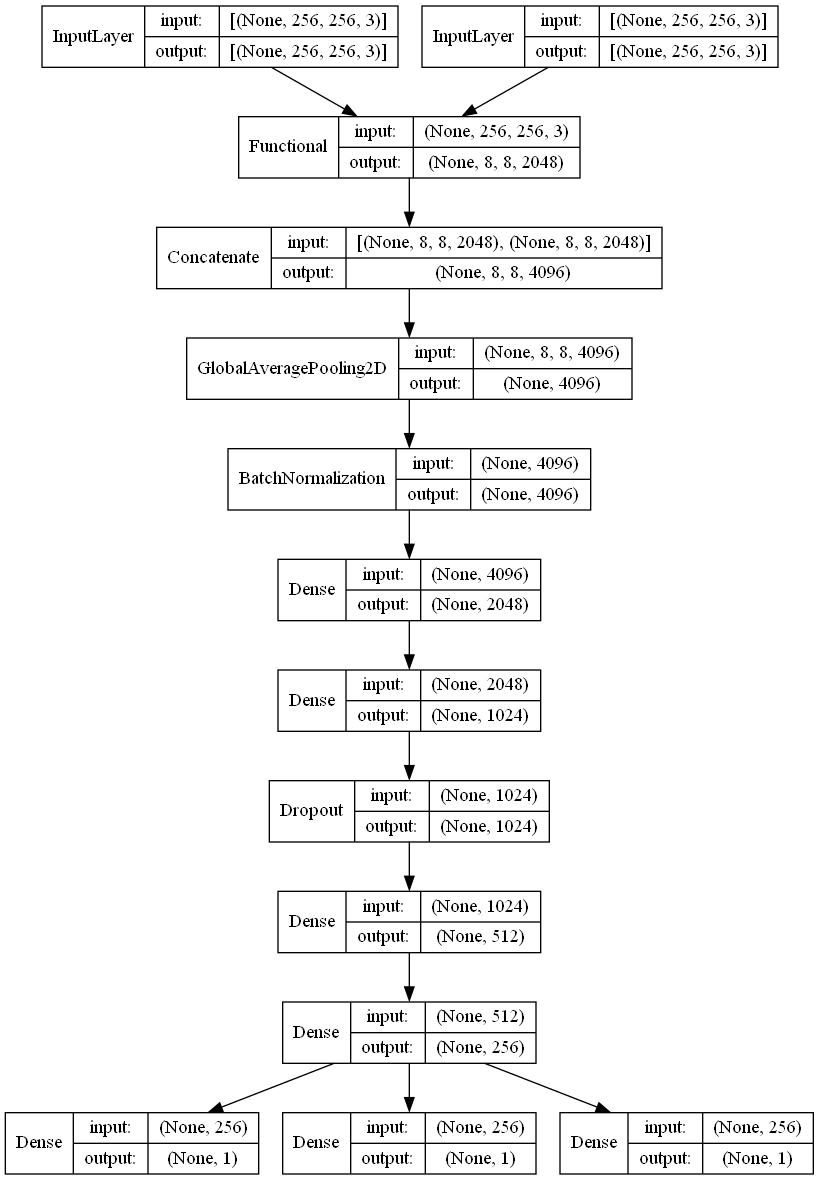 InputLayer input: [(None, 256, 256, 3)] output: [(None, 256, 256, 3)]
InputLayer input: [(None, 256, 256, 3)] output: [(None, 256, 256, 3)]
Functional input: (None, 256, 256, 3) output: (None, 8, 8, 2048)
Concatenate input: [(None, 8, 8, 2048), (None, 8, 8, 2048)] output: (None, 8, 8, 4096)
GlobalAveragePooling2D input: (None, 8, 8, 4096) output: (None, 4096)
BatchNormalization input: (None, 4096) output: (None, 4096)
Dense input: (None, 4096) output: (None, 2048)
Dense input: (None, 2048) output: (None, 1024)
Dropout input: (None, 1024) output: (None, 1024)
Dense input: (None, 1024) output: (None, 512)
Dense input: (None, 512) output: (None, 256)
Dense input: (None, 256) output: (None, 1)
Dense input: (None, 256) output: (None, 1)
Dense input: (None, 256) output: (None, 1)